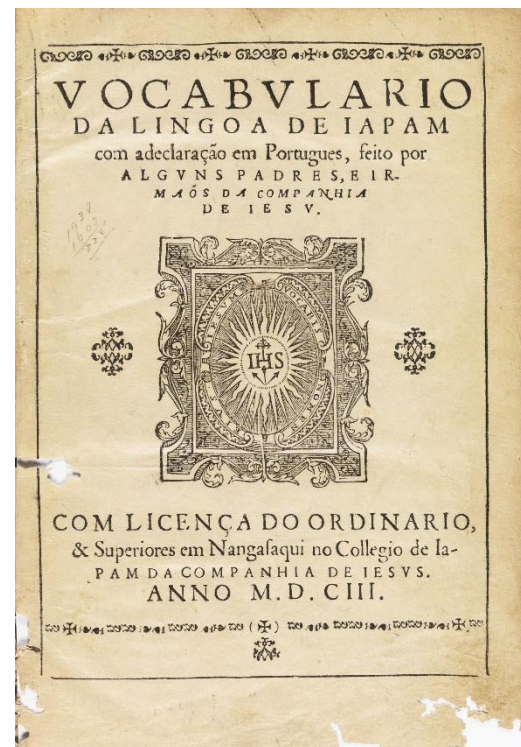 VOCABVLARIO
DA LINGOA DE IAPAM
com adeclaração em Portugues, feito por
ALGVNS PADRES, E IR-
MAÓS DA COMPANHIA
DE IESV.
IHS
COM LICENÇA DO ORDINARIO,
& Superiores em Nangasaqui no Collegio de Ia-
PAM DA COMPANHIA DE IESVS.
ANNO M.D.CIII.